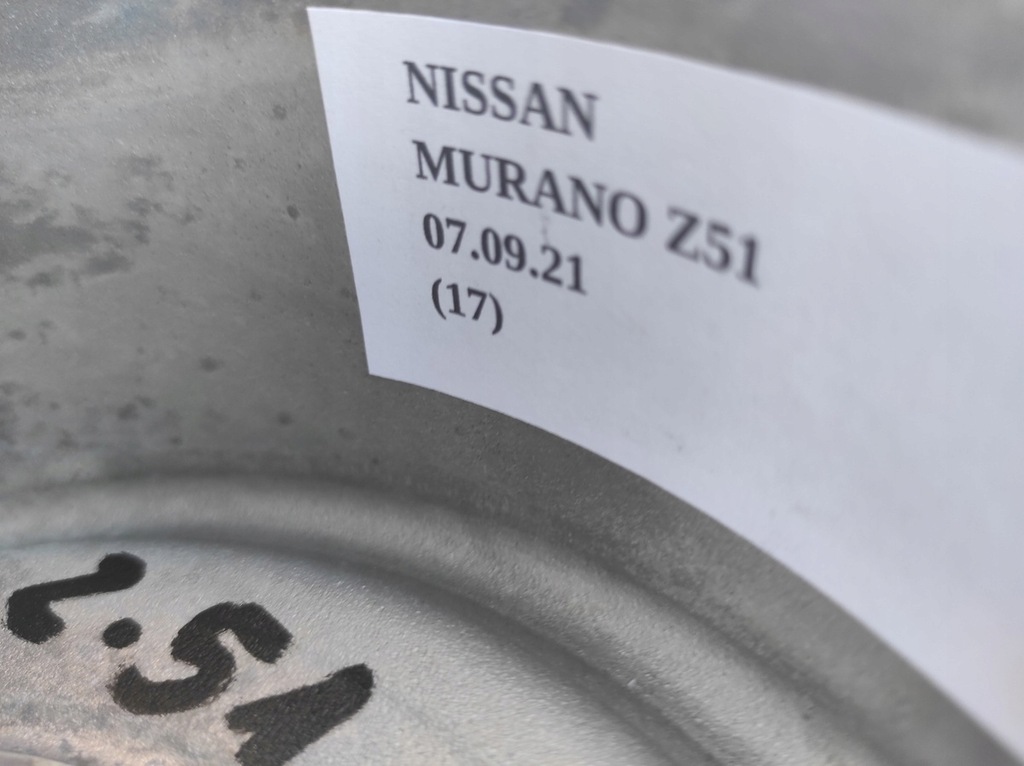 NISSAN
MURANO Z51
07.09.21
(17)